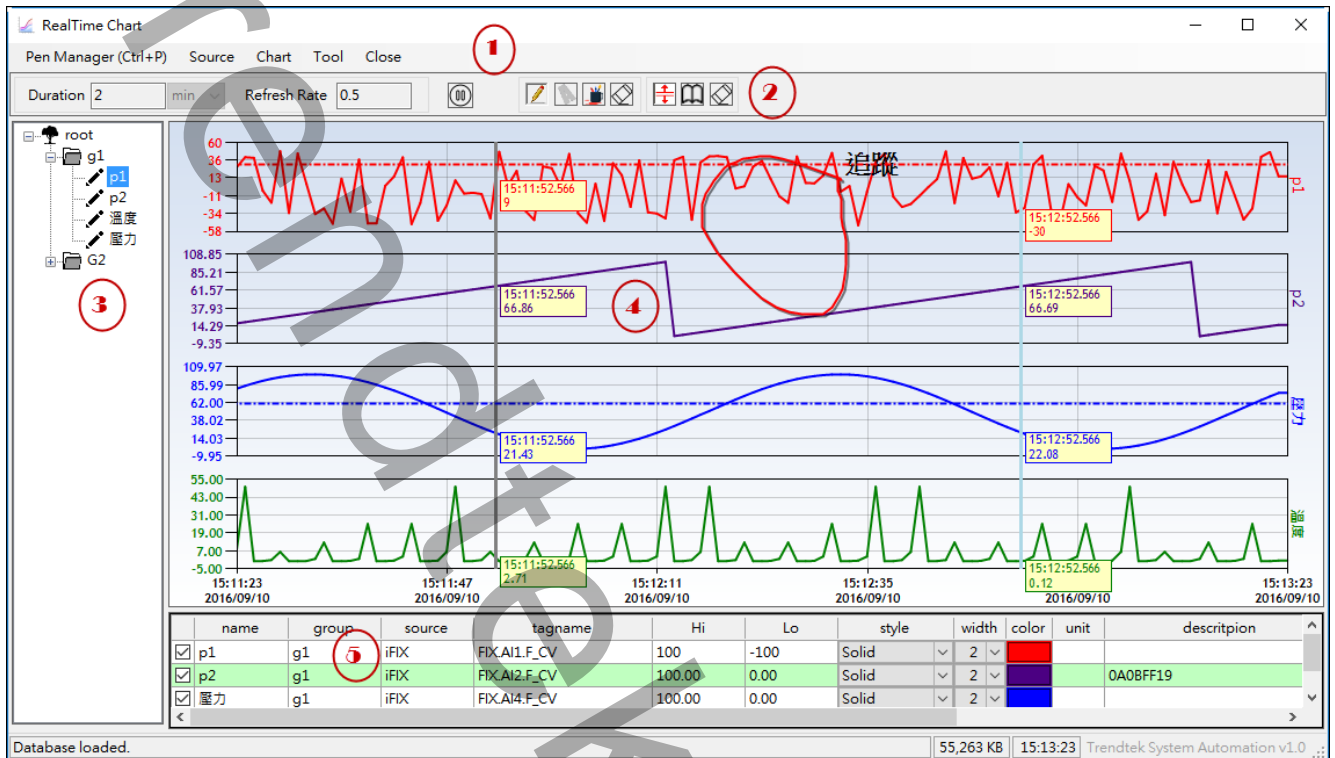 RealTime Chart
Pen Manager (Ctrl+P) Source Chart Tool Close
1
Duration 2 min Refresh Rate 0.5
2
root
g1
p1
p2
溫度
壓力
G2
3
60
36
13
-11
-34
-58
追蹤
p1
15:11:52.566
9
15:12:52.566
-30
108.85
85.21
61.57
37.93
14.29
-9.35
p2
15:11:52.566
66.86
4
15:12:52.566
66.69
109.97
85.99
62.00
38.02
14.03
-9.95
壓力
15:11:52.566
21.43
15:12:52.566
22.08
55.00
43.00
31.00
19.00
7.00
-5.00
溫度
15:11:52.566
2.71
15:12:52.566
0.12
15:11:23 15:11:47 15:12:11 15:12:35 15:13:23
2016/09/10 2016/09/10 2016/09/10 2016/09/10 2016/09/10 2016/09/10
name group source tagname Hi Lo style width color unit descritpion
p1 g1 iFIX FIX.AI1.F_CV 100 -100 Solid 2
5
p2 g1 iFIX FIX.AI2.F_CV 100.00 0.00 Solid 2 0A0BFF19
壓力 g1 iFIX FIX.AI4.F_CV 100.00 0.00 Solid 2
Database loaded. 55,263 KB 15:13:23 Trendtek System Automation v1.0
endtek